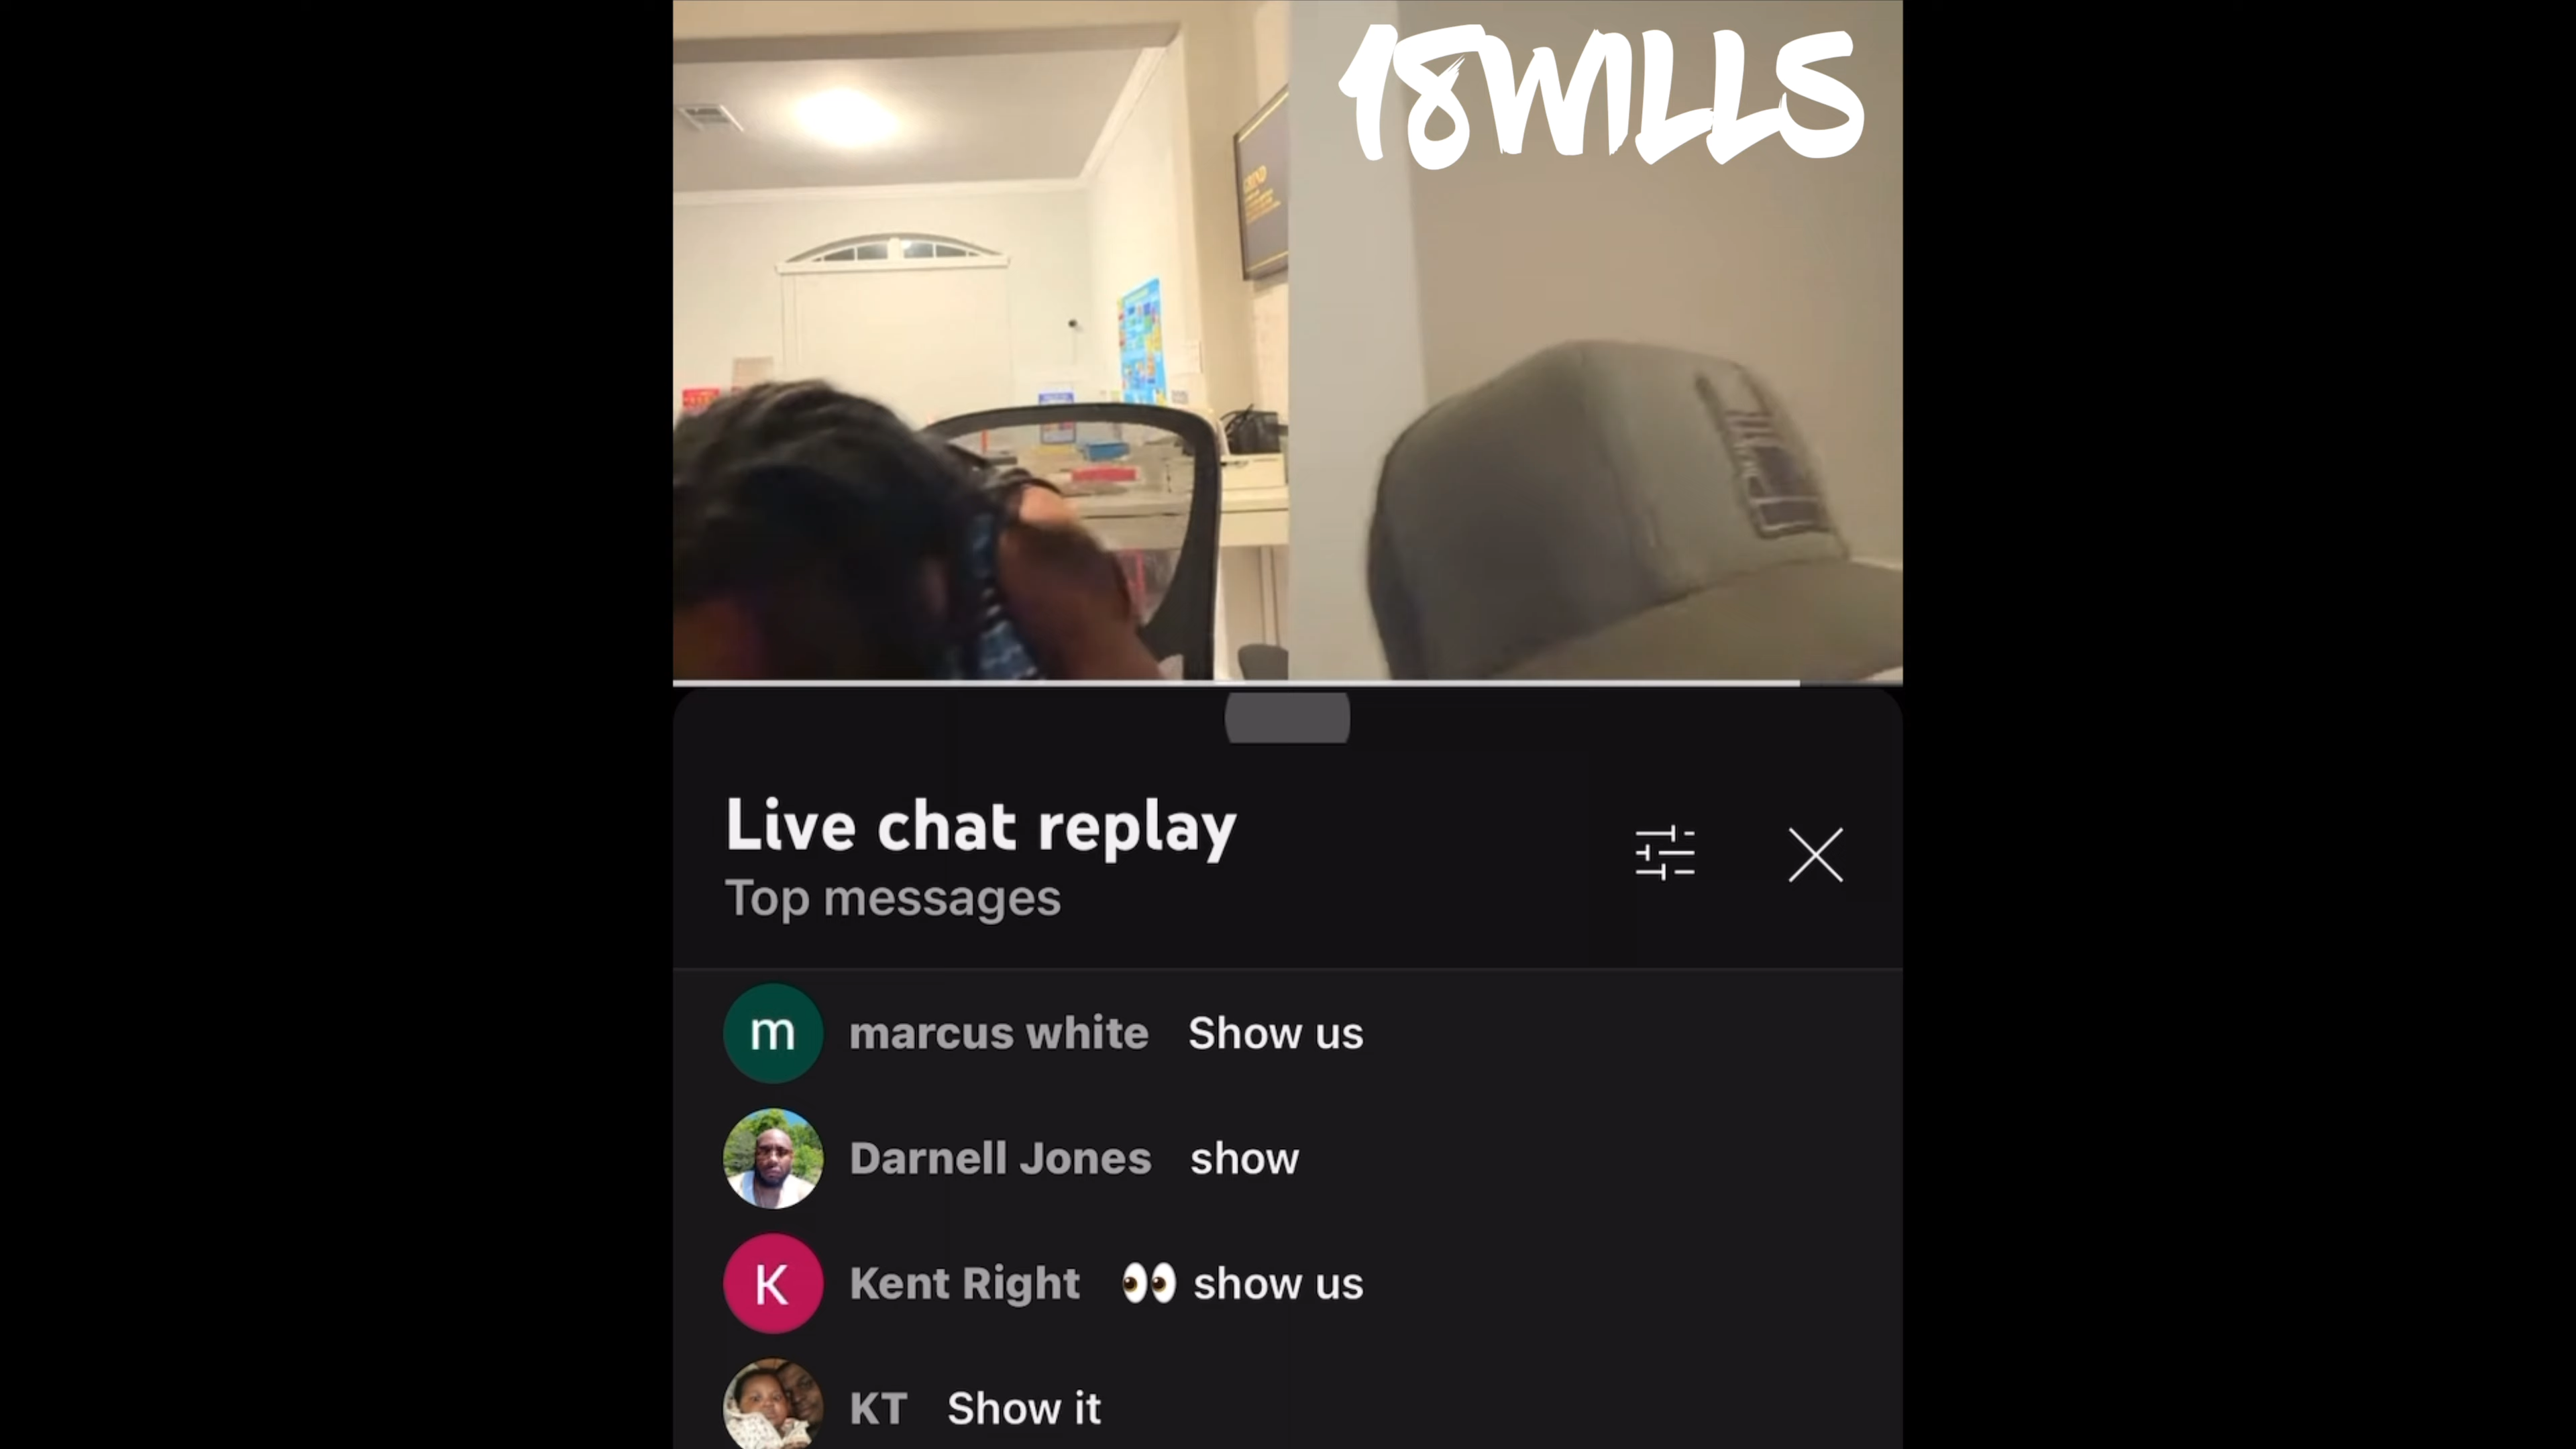 18WILLS
GRIND
Live chat replay
Top messages
m marcus white Show us
Darnell Jones show
K Kent Right 👀 show us
KT Show it